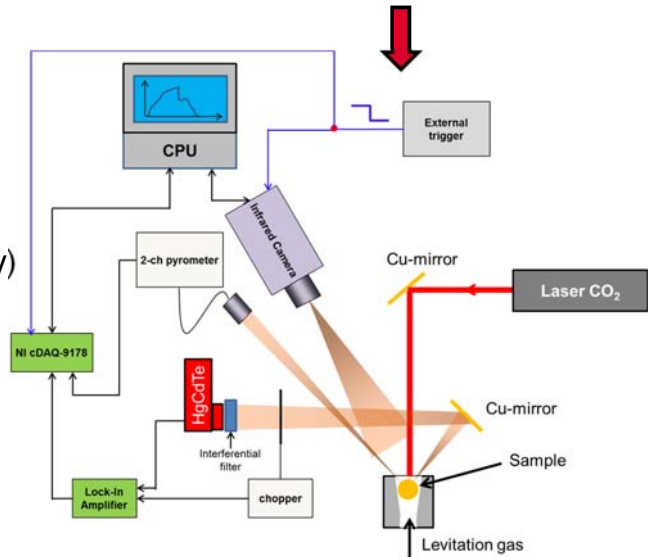 External
trigger
CPU
Infrared Camera
y)
2-ch pyrometer
Cu-mirror
Laser CO₂
NI cDAQ-9178
HgCdTe
Cu-mirror
Interferential
filter
Sample
Lock-In
Amplifier
chopper
Levitation gas